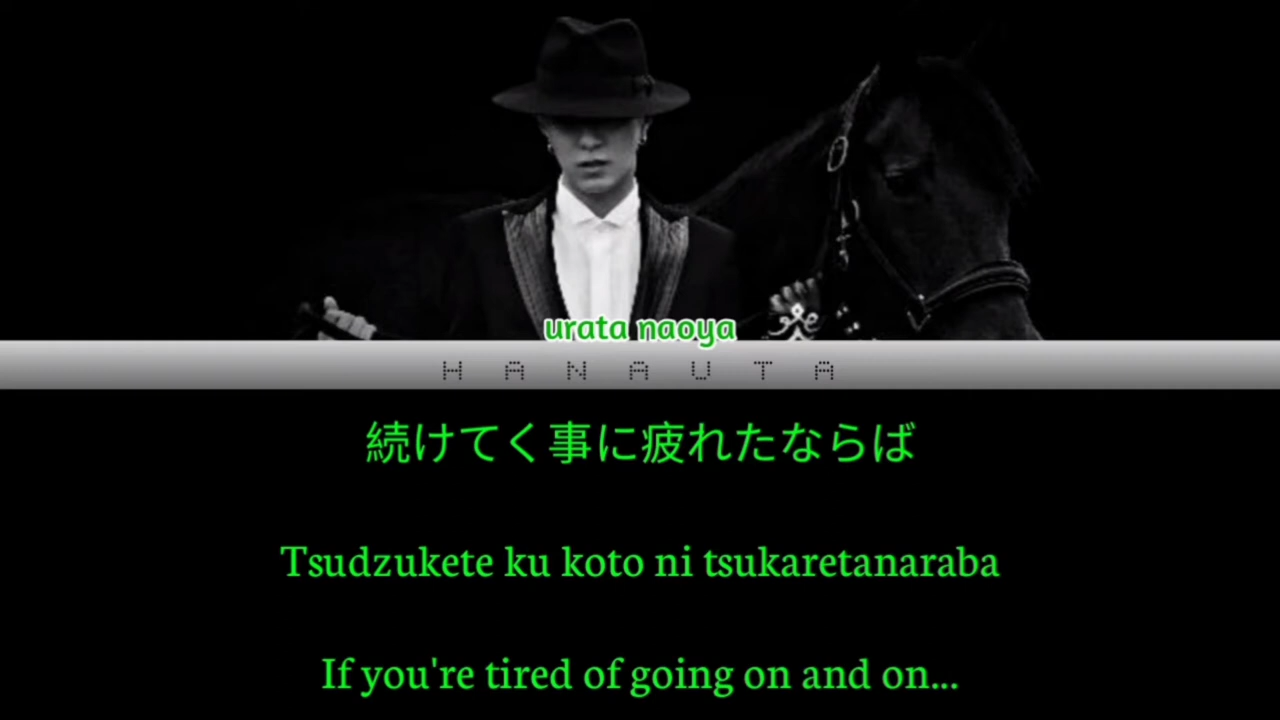 urata naoya
HANAUTA
続けてく事に疲れたならば
Tsudzukete ku koto ni tsukaretanaraba
If you're tired of going on and on...